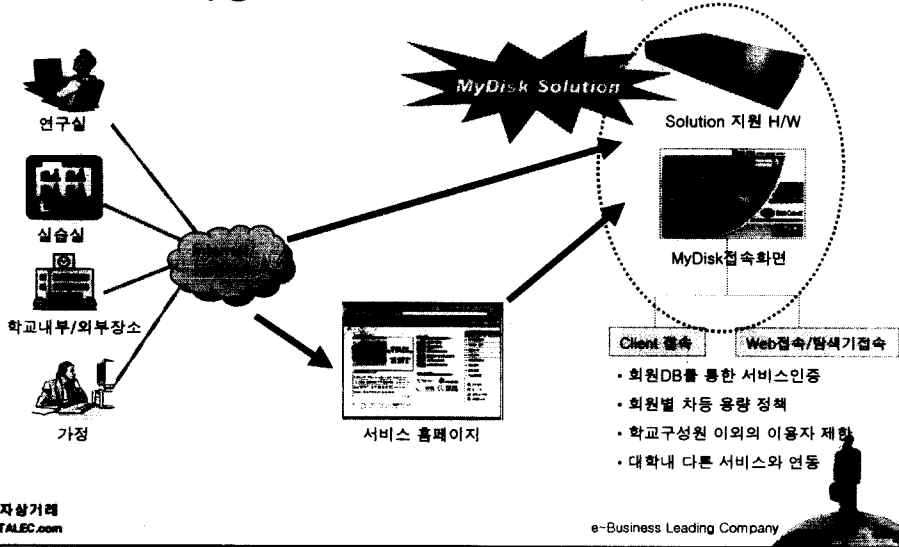 MyDisk Solution
연구실
Solution 지원 H/W
실습실
MyDisk접속화면
학교내부/외부장소
Client 접속
Web접속/탐색기접속
• 회원DB를 통한 서비스인증
• 회원별 차등 용량 정책
가정
서비스 홈페이지
• 학교구성원 이외의 이용자 제한
• 대학내 다른 서비스와 연동
자상거래
TALEC.com
e-Business Leading Company